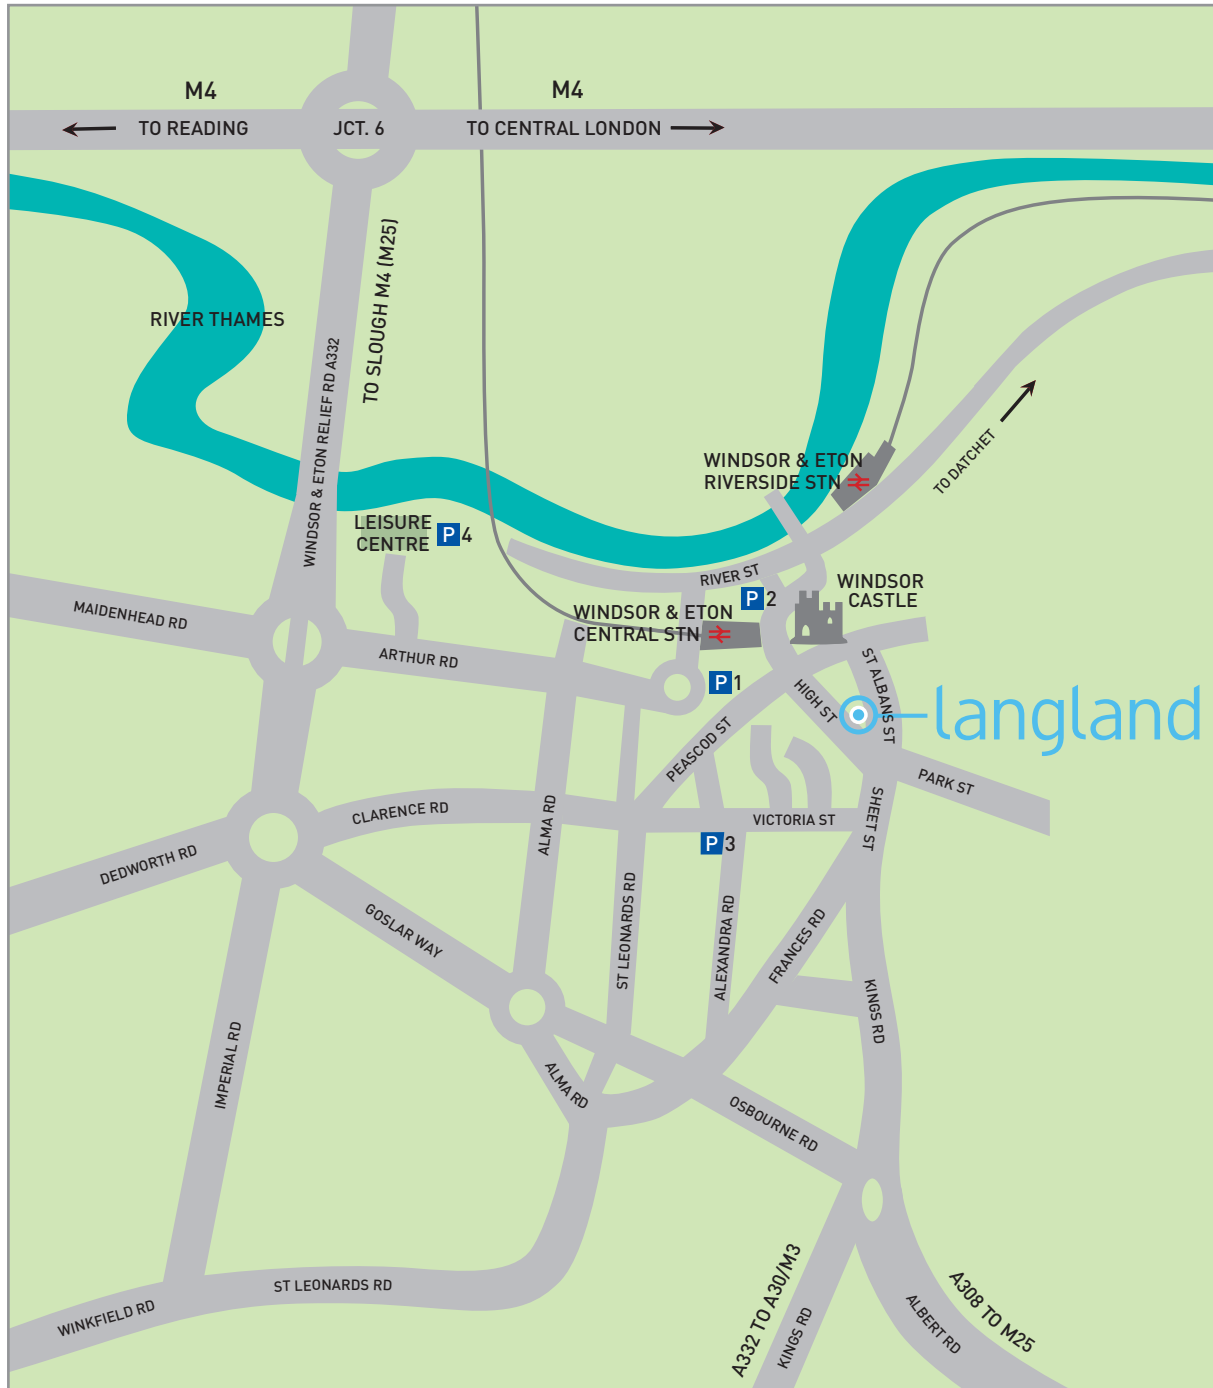 M4
M4
TO READING
JCT. 6
TO CENTRAL LONDON
TO SLOUGH M4 (M25)
RIVER THAMES
WINDSOR & ETON RELIEF RD A332
WINDSOR & ETON
RIVERSIDE STN
TO DATCHET
LEISURE
CENTRE
P 4
RIVER ST
WINDSOR
CASTLE
P 2
MAIDENHEAD RD
WINDSOR & ETON
CENTRAL STN
ARTHUR RD
P 1
HIGH ST
ST ALBANS ST
langland
PEASCOD ST
PARK ST
CLARENCE RD
ALMA RD
VICTORIA ST
SHEET ST
P 3
DEDWORTH RD
GOSLAR WAY
ST LEONARDS RD
ALEXANDRA RD
FRANCES RD
KINGS RD
IMPERIAL RD
ALMA RD
OSBOURNE RD
ST LEONARDS RD
WINKFIELD RD
A332 TO A30/M3
KINGS RD
ALBERT RD
A308 TO M25